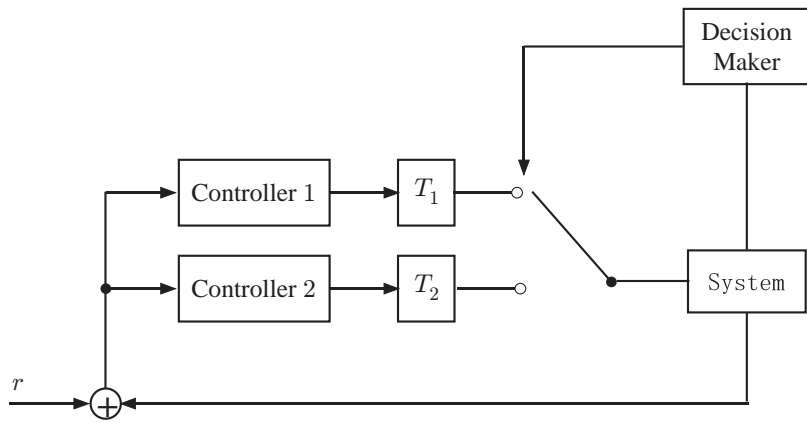 Decision
Maker
Controller 1
T₁
Controller 2
T₂
System
r
+